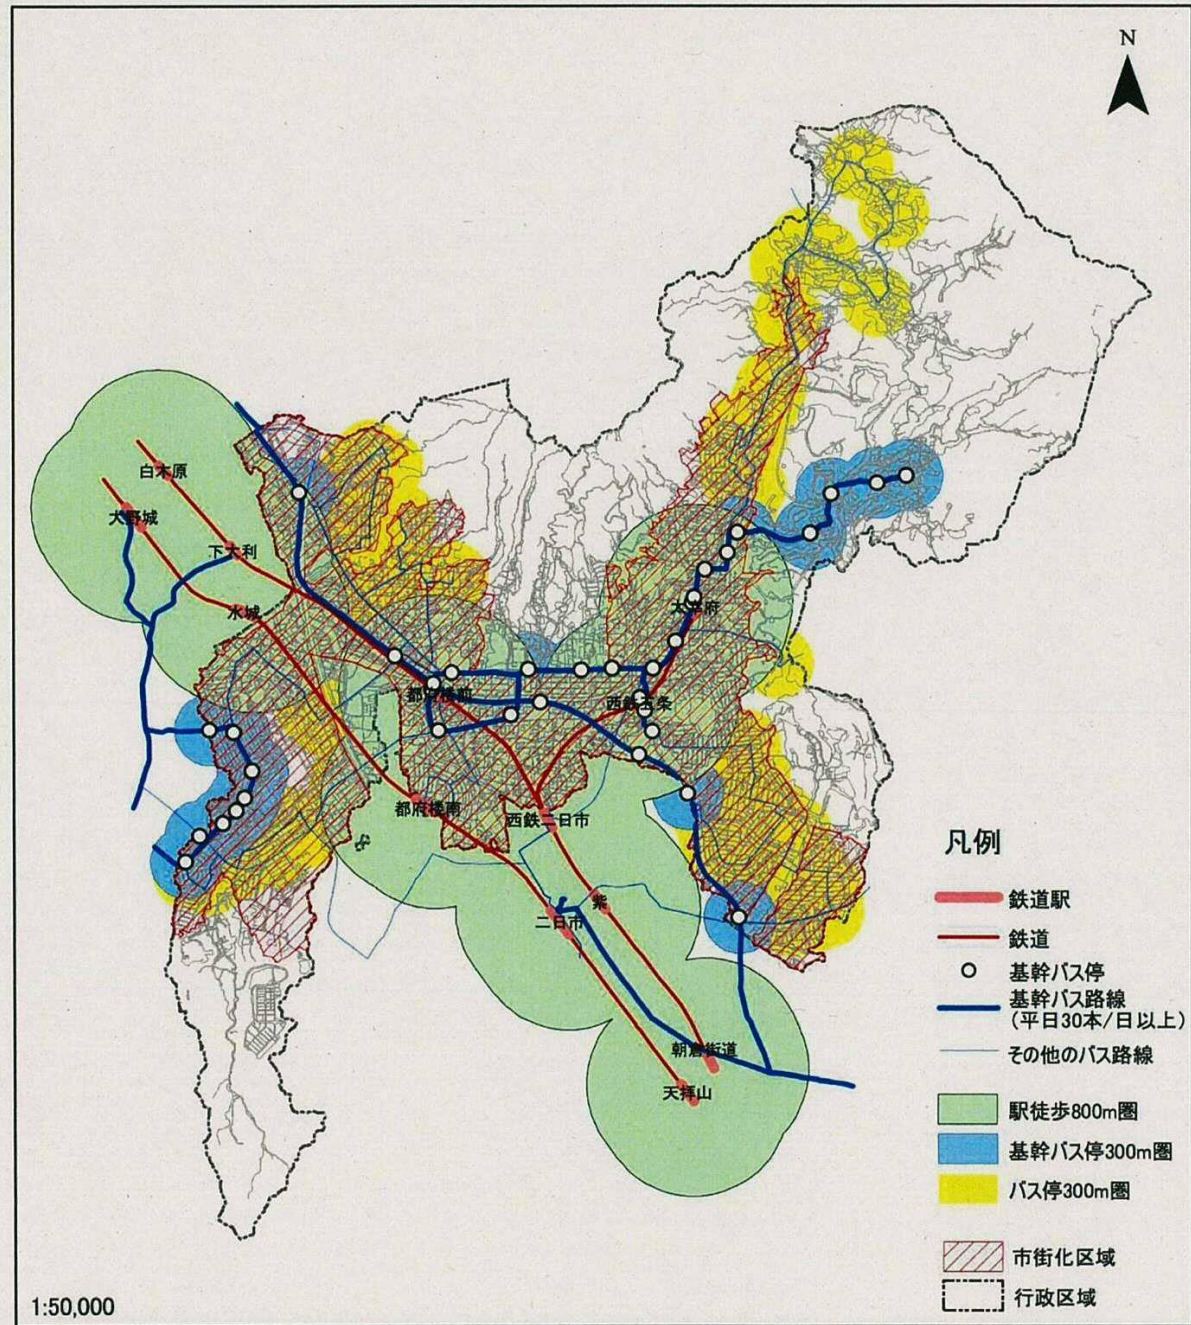 N
白木原
大野城
下大利
水城
太宰府
都府楼前
西鉄五条
都府楼南
西鉄二日市
紫
二日市
朝倉街道
天拝山
凡例
鉄道駅
鉄道
基幹バス停
基幹バス路線
(平日30本/日以上)
その他のバス路線
駅徒歩800m圏
基幹バス停300m圏
バス停300m圏
市街化区域
行政区域
1:50,000